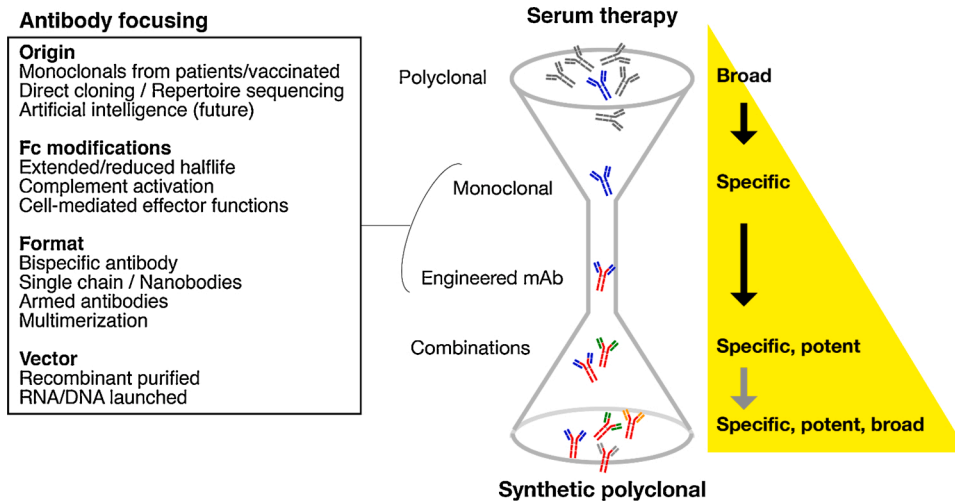 Antibody focusing
Origin
Monoclonals from patients/vaccinated
Direct cloning / Repertoire sequencing
Artificial intelligence (future)
Fc modifications
Extended/reduced halflife
Complement activation
Cell-mediated effector functions
Format
Bispecific antibody
Single chain / Nanobodies
Armed antibodies
Multimerization
Vector
Recombinant purified
RNA/DNA launched
Serum therapy
Polyclonal
Monoclonal
Engineered mAb
Combinations
Synthetic polyclonal
Broad
Specific
Specific, potent
Specific, potent, broad